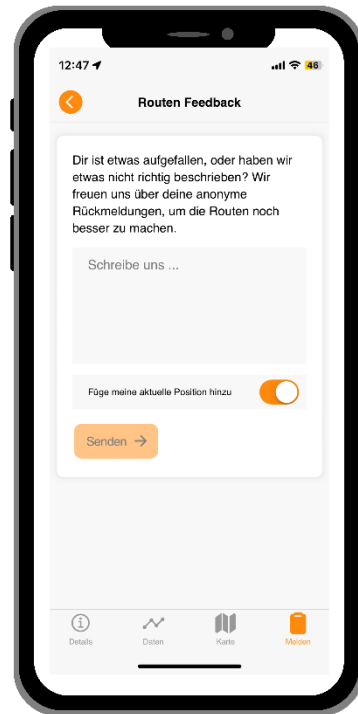 12:47
46
Routen Feedback
Dir ist etwas aufgefallen, oder haben wir
etwas nicht richtig beschrieben? Wir
freuen uns über deine anonyme
Rückmeldungen, um die Routen noch
besser zu machen.
Schreibe uns ...
Füge meine aktuelle Position hinzu
Senden →
Details Daten Karte Melden